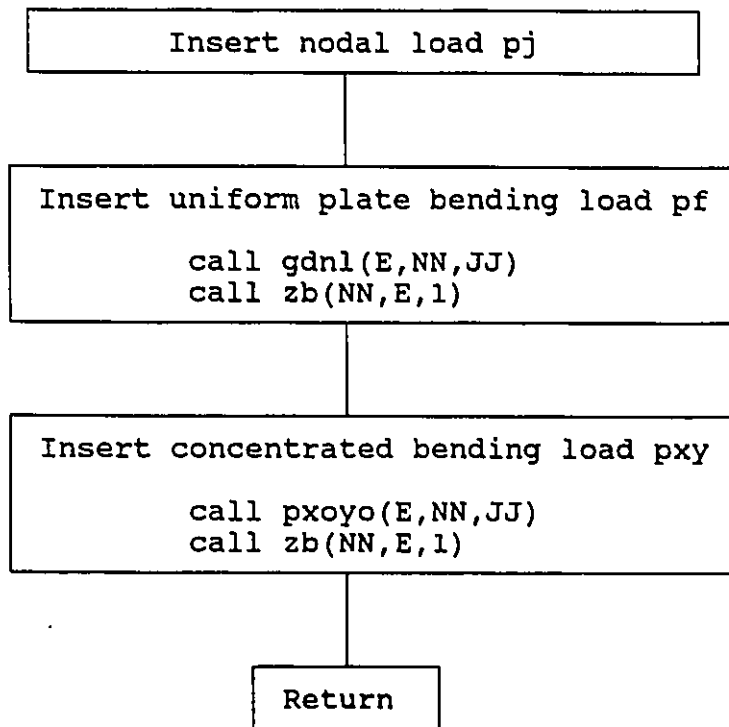 Insert nodal load pj
Insert uniform plate bending load pf
call gdnl(E,NN,JJ)
call zb(NN,E,1)
Insert concentrated bending load pxy
call pxoyo(E,NN,JJ)
call zb(NN,E,1)
Return